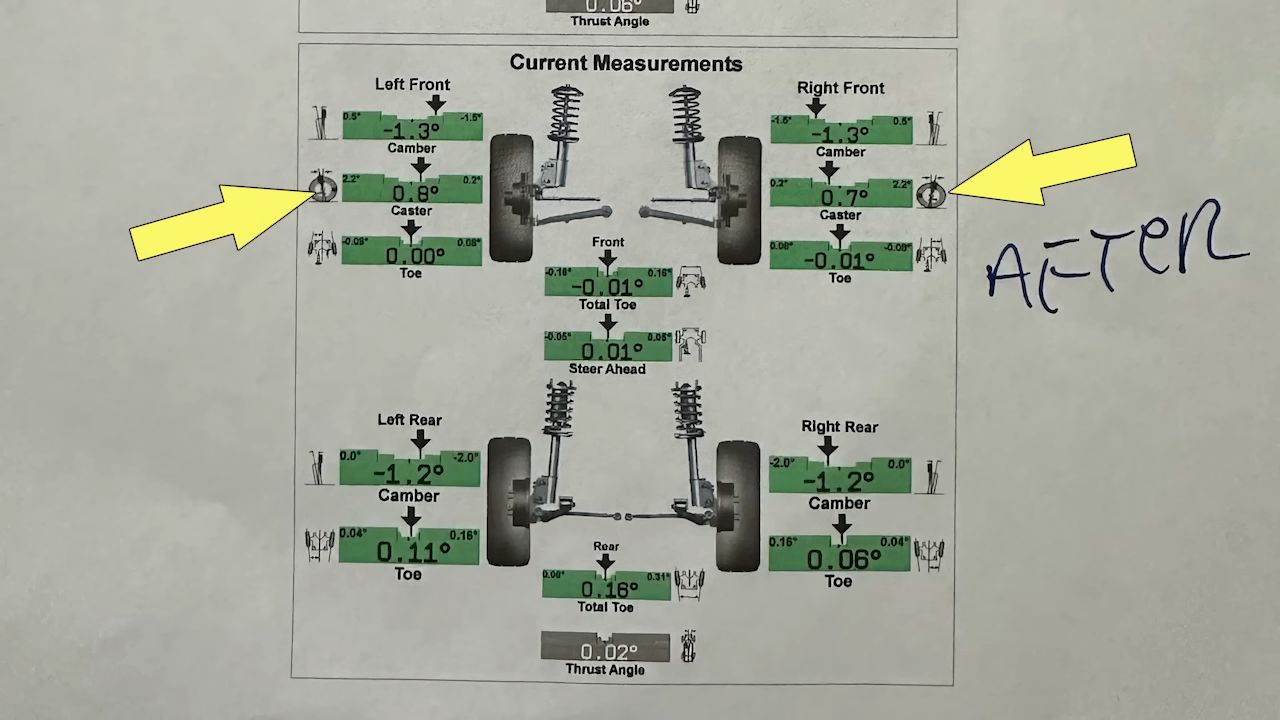 0.06°
Thrust Angle
Current Measurements
Left Front
0.5° -1.5°
-1.3°
Camber
2.2° 0.2°
0.8°
Caster
-0.08° 0.08°
0.00°
Toe
Right Front
-1.5° 0.5°
-1.3°
Camber
0.2° 2.2°
0.7°
Caster
0.08° -0.08°
-0.01°
Toe
AFTER
Front
-0.16° 0.16°
-0.01°
Total Toe
-0.05° 0.05°
0.01°
Steer Ahead
Left Rear
0.0° -2.0°
-1.2°
Camber
0.04° 0.16°
0.11°
Toe
Right Rear
-2.0° 0.0°
-1.2°
Camber
0.16° 0.04°
0.06°
Toe
Rear
0.31°
0.16°
Total Toe
0.02°
Thrust Angle